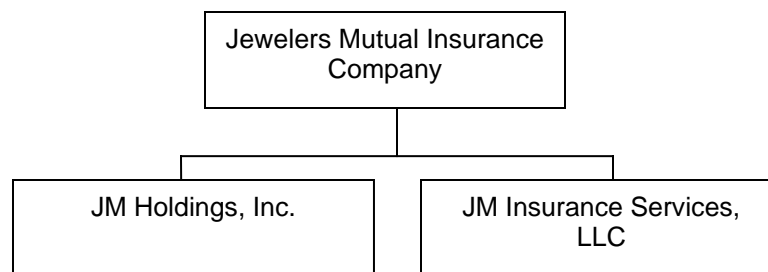 Jewelers Mutual Insurance
Company
JM Holdings, Inc.
JM Insurance Services,
LLC